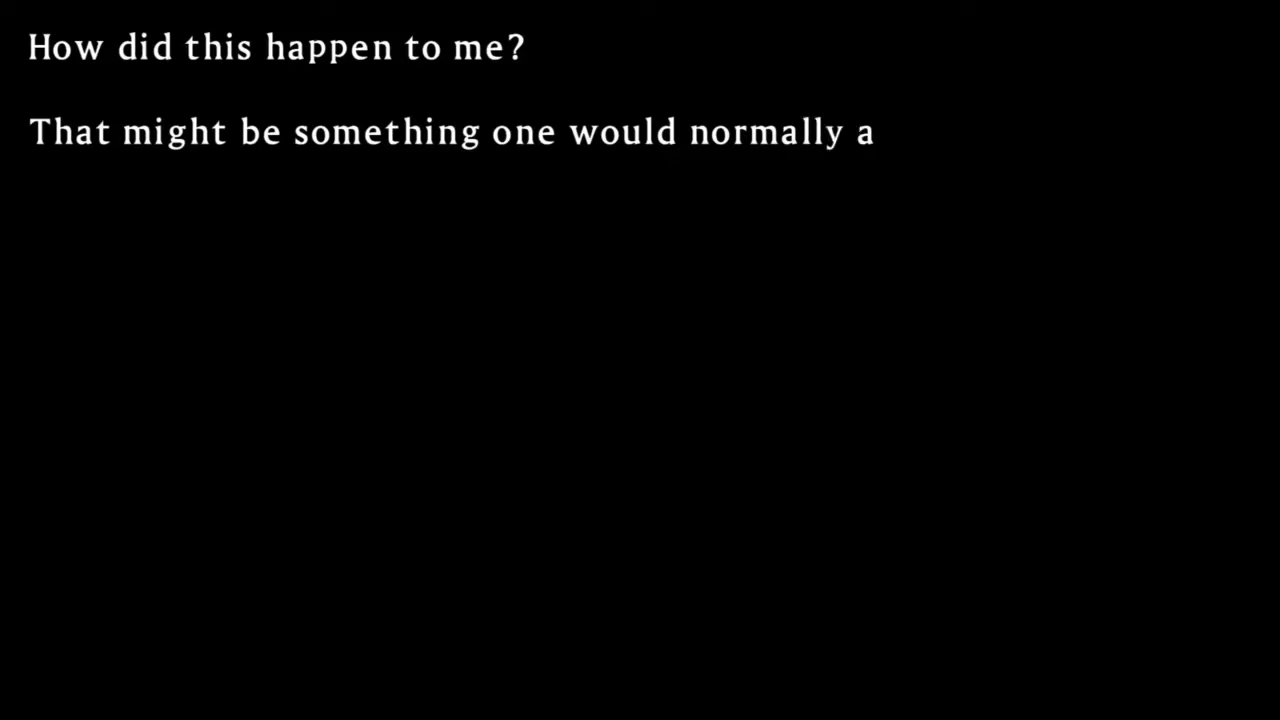 How did this happen to me?
That might be something one would normally a